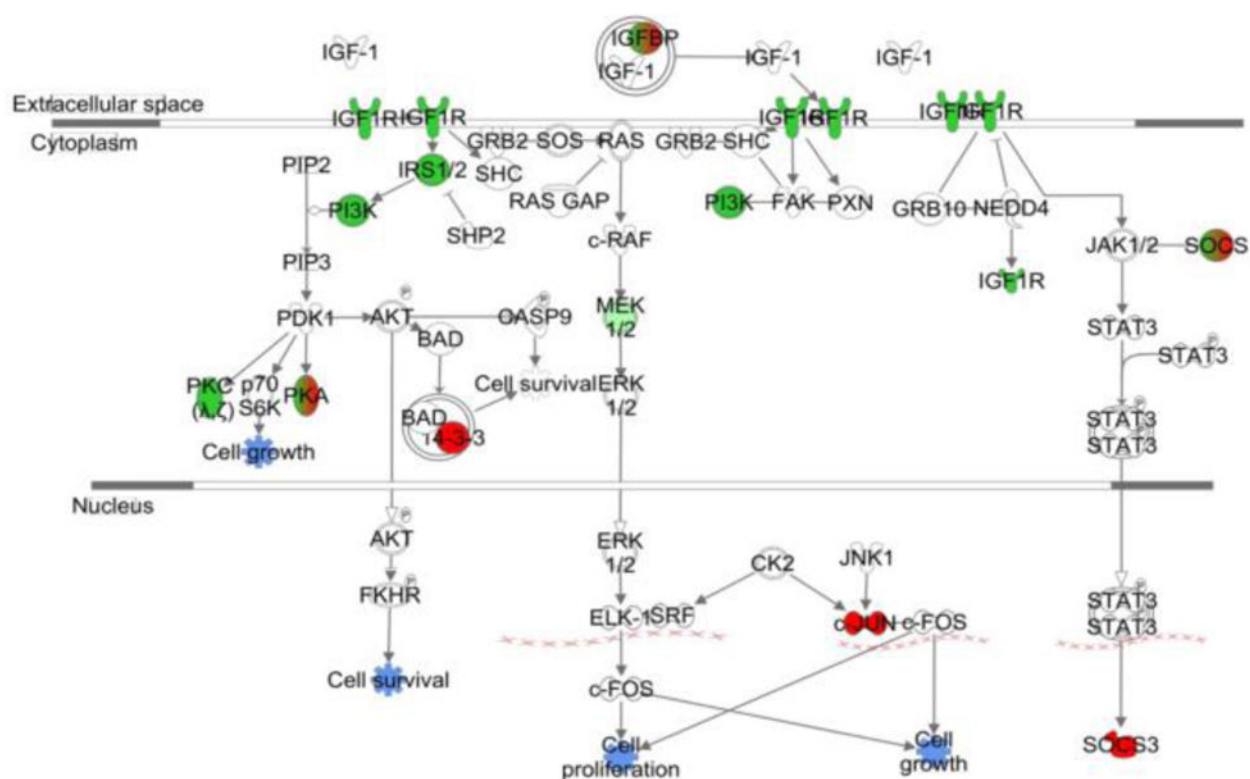 IGFBP
IGF-1
IGF-1
IGF-1
IGF-1
Extracellular space
IGF1R
IGF1R
IGF1R
IGF1R
IGF1R
IGF1R
Cytoplasm
GRB2
SOS
RAS
GRB2
SHC
PIP2
IRS1/2
SHC
RAS GAP
PI3K
PI3K
FAK
PXN
GRB10
NEDD4
SHP2
c-RAF
JAK1/2
SOCS
PIP3
IGF1R
PDK1
AKT
P
CASP9
P
MEK
1/2
BAD
STAT3
STAT3
P
PKC
(λ,ζ)
p70
S6K
PKA
Cell survival
ERK
1/2
BAD
14-3-3
STAT3
P
STAT3
Cell growth
Nucleus
AKT
P
ERK
1/2
CK2
JNK1
FKHR
P
ELK-1
SRF
c-JUN
c-FOS
STAT3
P
STAT3
Cell survival
c-FOS
Cell
proliferation
Cell
growth
SOCS3